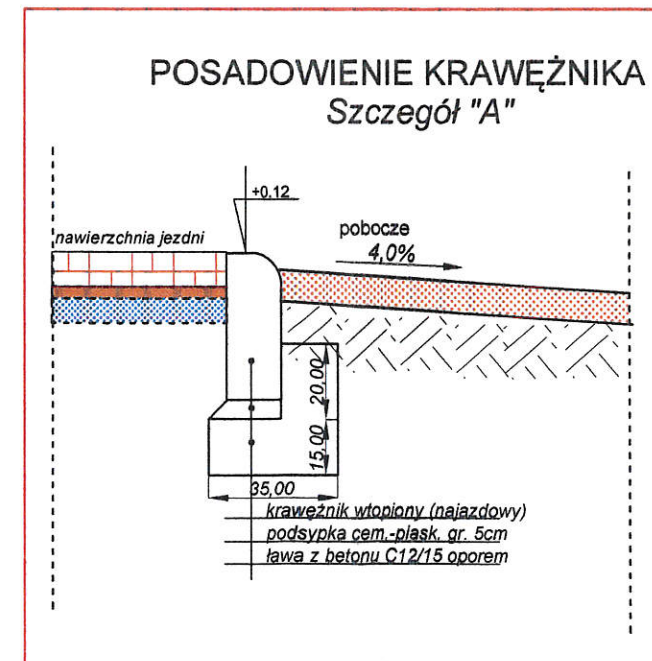 POSADOWIENIE KRAWĘŻNIKA
Szczegół "A"
+0.12
nawierzchnia jezdni
pobocze
4,0%
20,00
15,00
35,00
krawężnik wtopiony (najazdowy)
podsypka cem.-piask. gr. 5cm
ława z betonu C12/15 oporem